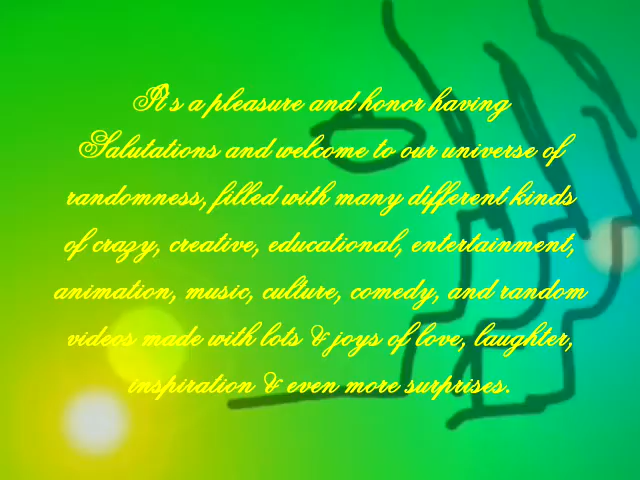 It's a pleasure and honor having
Salutations and welcome to our universe of
randomness, filled with many different kinds
of crazy, creative, educational, entertainment,
animation, music, culture, comedy, and random
videos made with lots & joys of love, laughter,
inspiration & even more surprises.